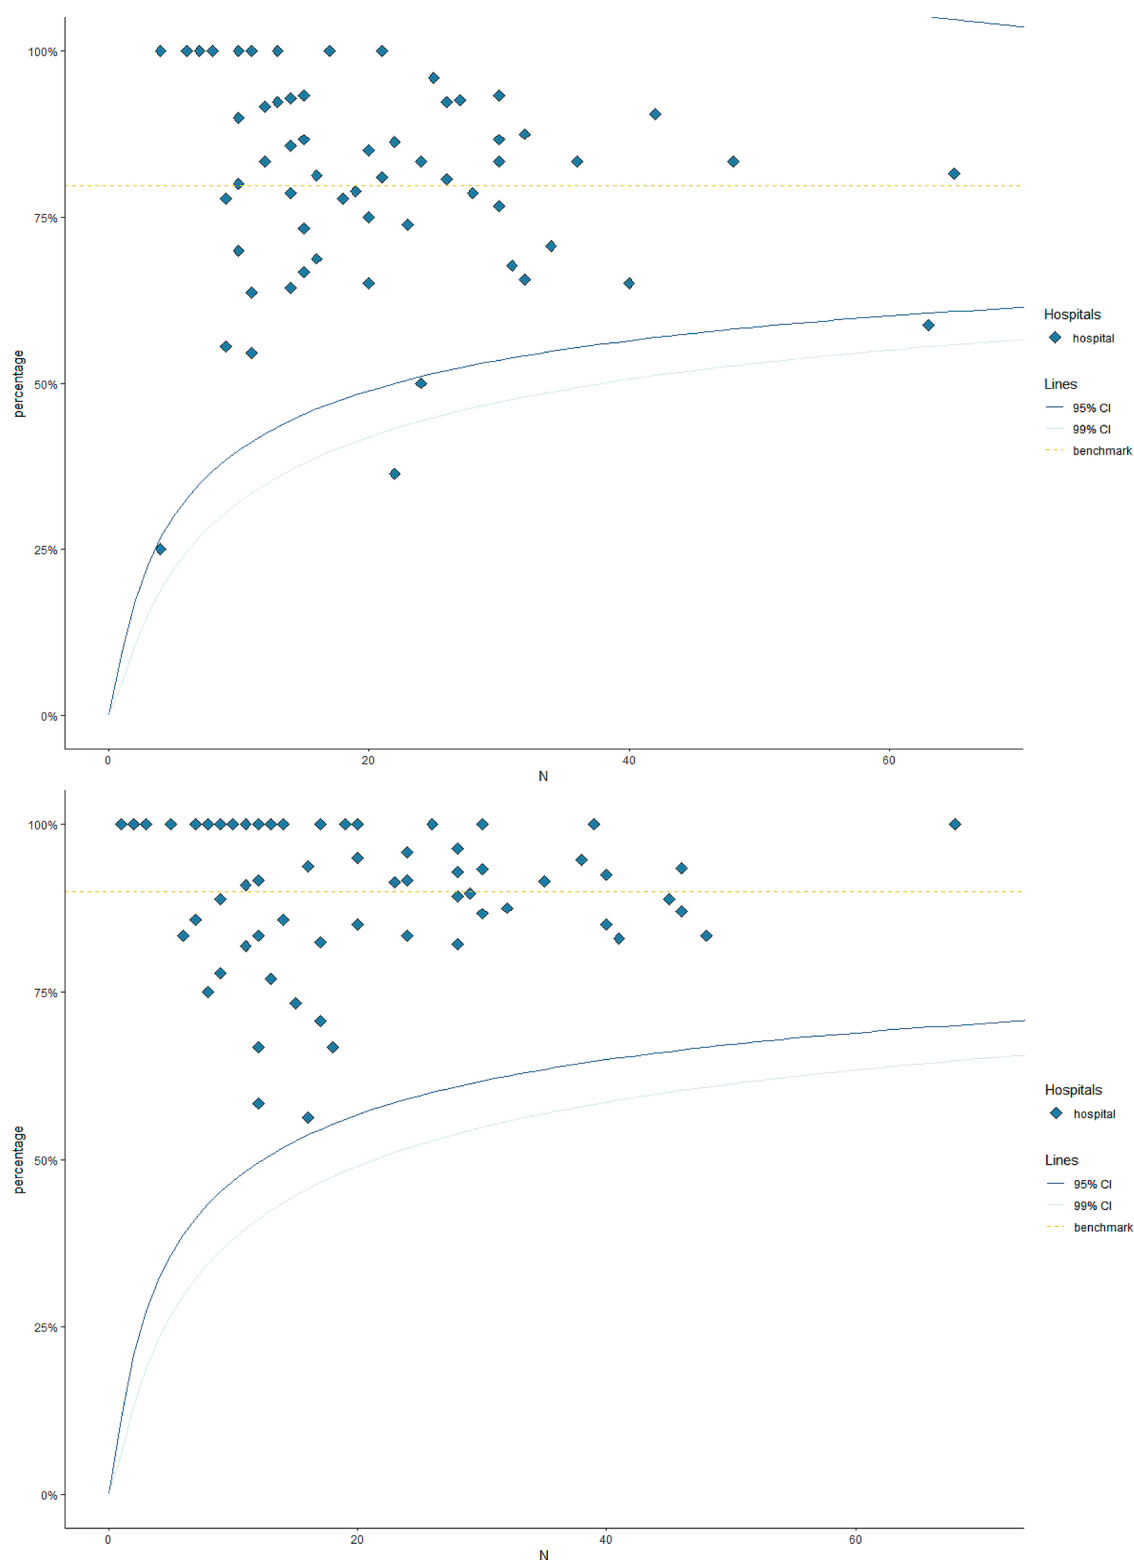 100%
75%
50%
25%
0%
percentage
0 20 40 60
N
Hospitals
hospital
Lines
95% CI
99% CI
benchmark
100%
75%
50%
25%
0%
percentage
0 20 40 60
N
Hospitals
hospital
Lines
95% CI
99% CI
benchmark